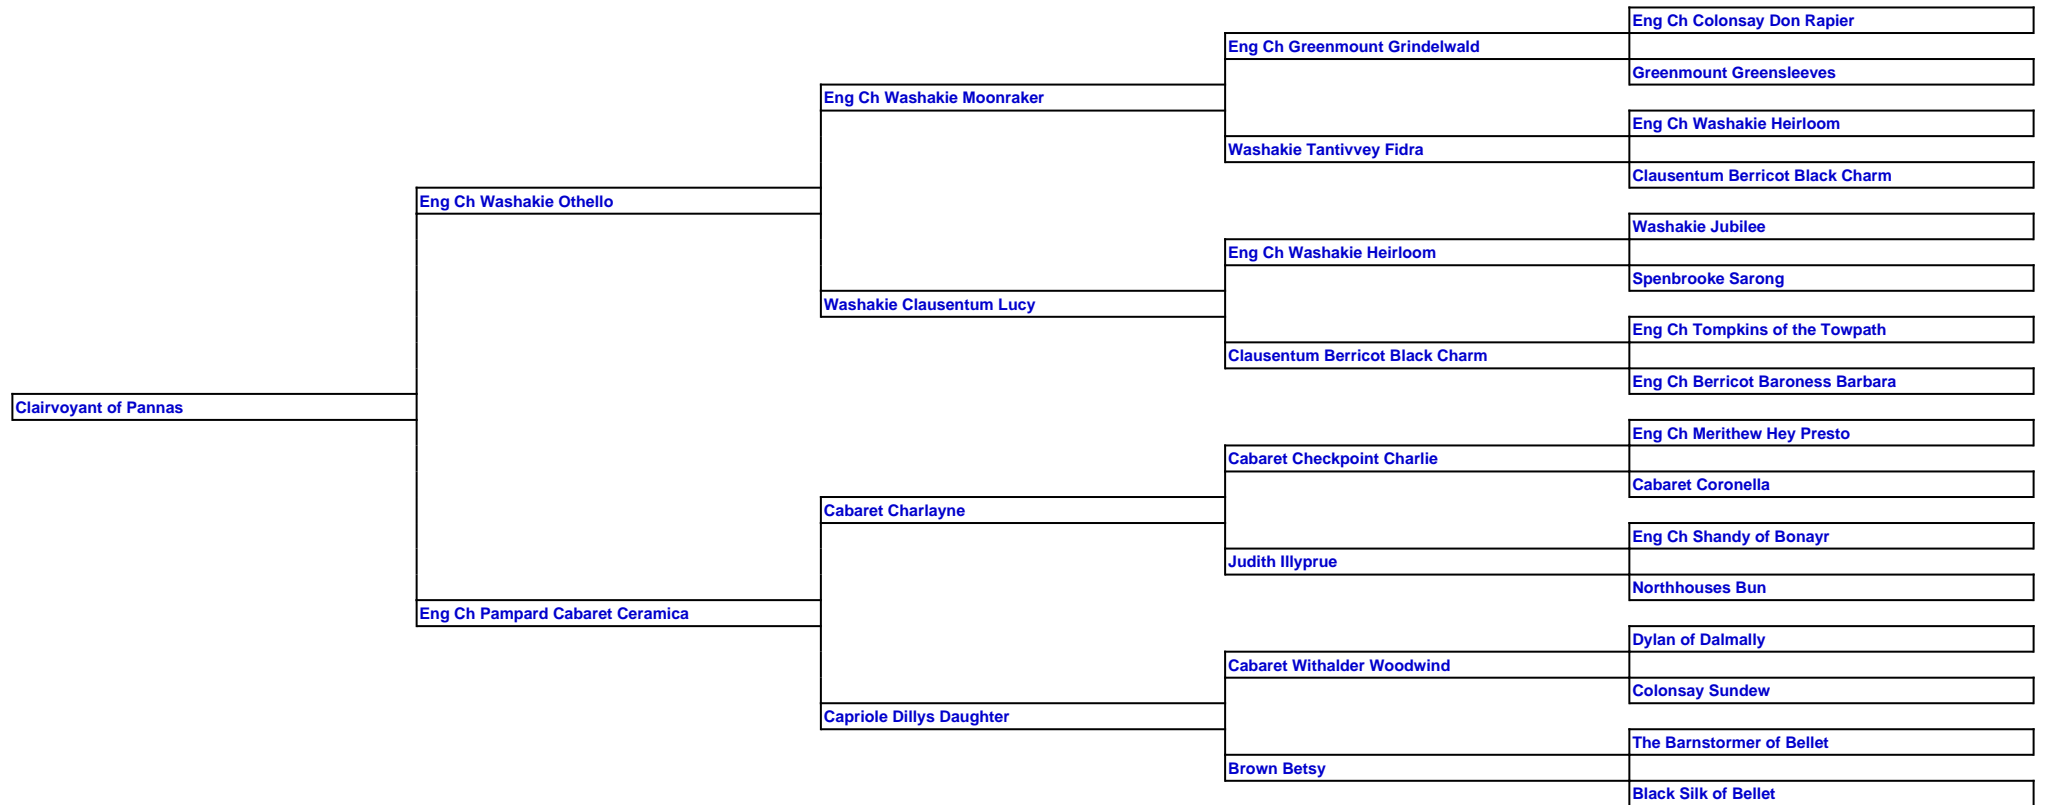 Eng Ch Colonsay Don Rapier
Eng Ch Greenmount Grindelwald
Greenmount Greensleeves
Eng Ch Washakie Moonraker
Eng Ch Washakie Heirloom
Washakie Tantivvey Fidra
Clausentum Berricot Black Charm
Eng Ch Washakie Othello
Washakie Jubilee
Eng Ch Washakie Heirloom
Spenbrooke Sarong
Washakie Clausentum Lucy
Eng Ch Tompkins of the Towpath
Clausentum Berricot Black Charm
Eng Ch Berricot Baroness Barbara
Clairvoyant of Pannas
Eng Ch Merithew Hey Presto
Cabaret Checkpoint Charlie
Cabaret Coronella
Cabaret Charlayne
Eng Ch Shandy of Bonayr
Judith Illyprue
Northhouses Bun
Eng Ch Pampard Cabaret Ceramica
Dylan of Dalmally
Cabaret Withalder Woodwind
Colonsay Sundew
Capriole Dillys Daughter
The Barnstormer of Bellet
Brown Betsy
Black Silk of Bellet